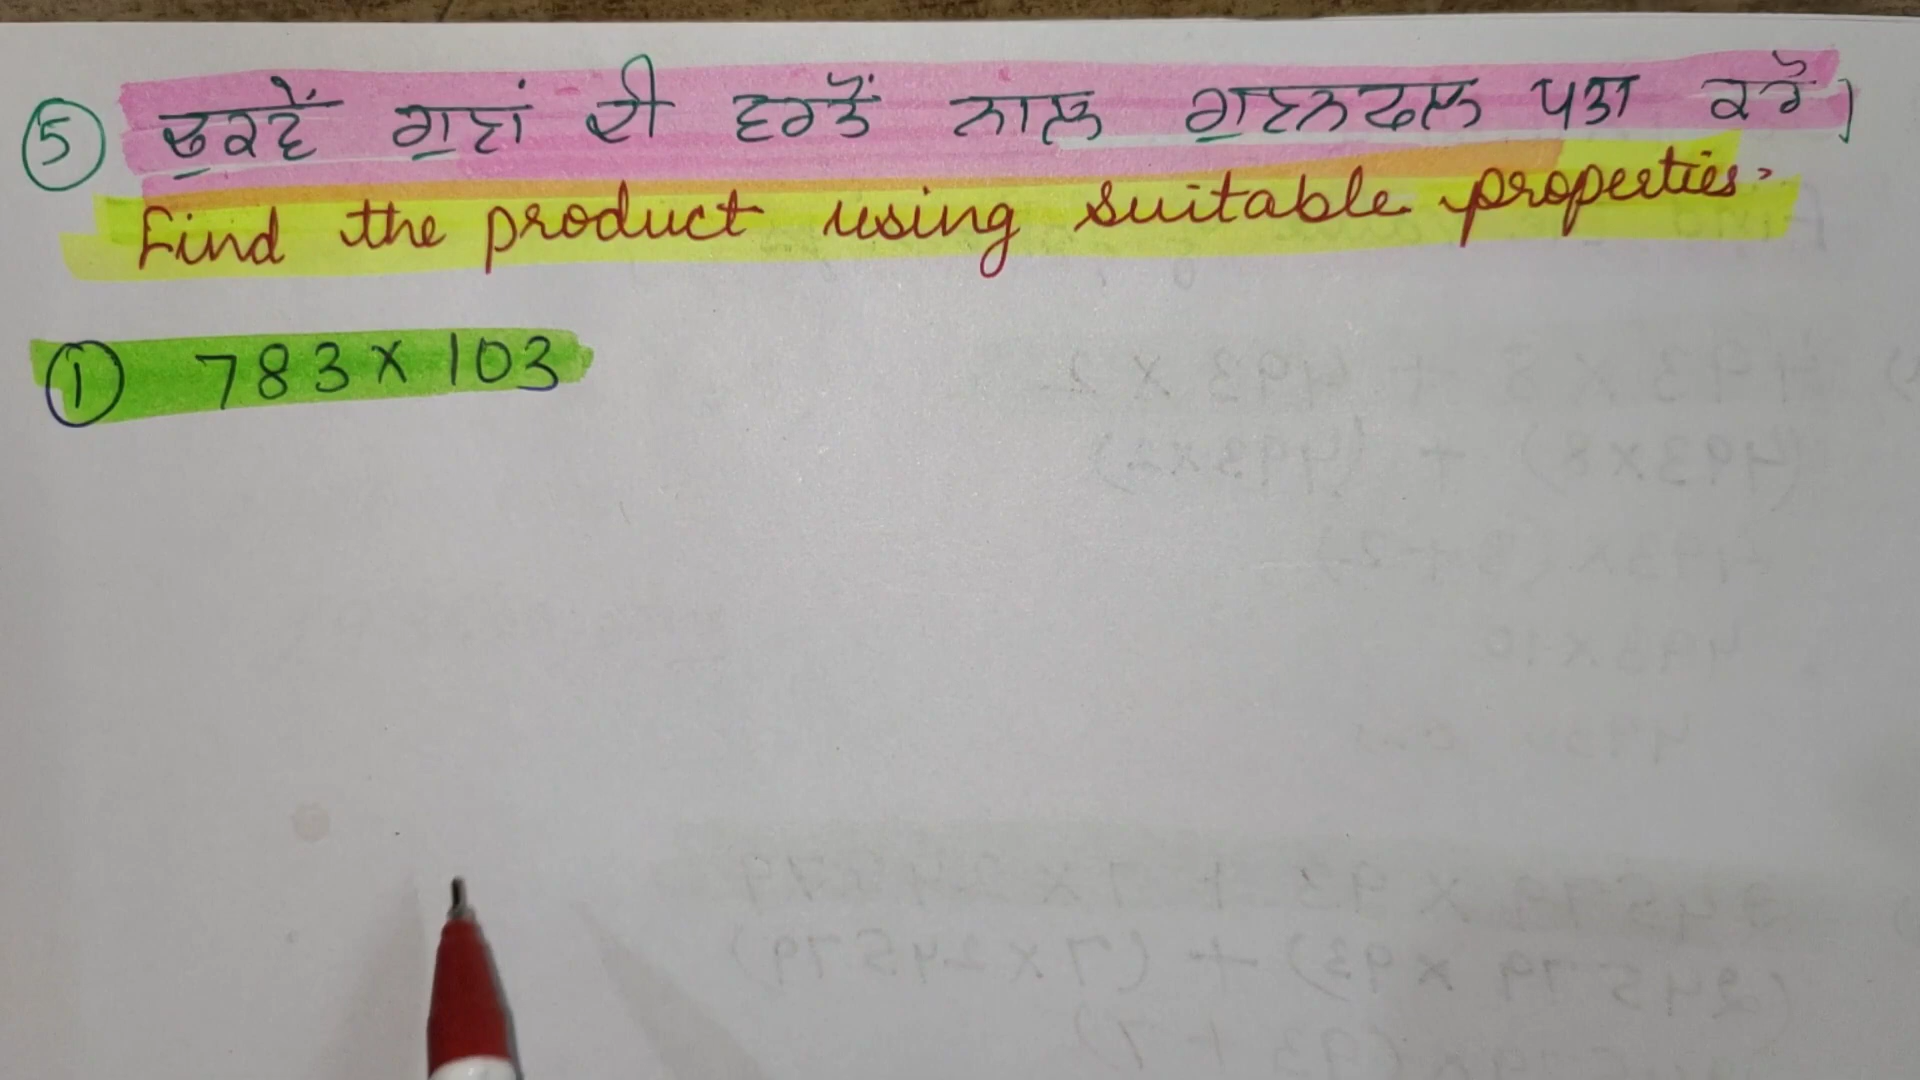 ⑤ ਢੁਕਵੇਂ ਗੁਣਾਂ ਦੀ ਵਰਤੋਂ ਨਾਲ ਗੁਣਨਫਲ ਪਤਾ ਕਰੋ।
Find the product using suitable properties.
① 783 x 103